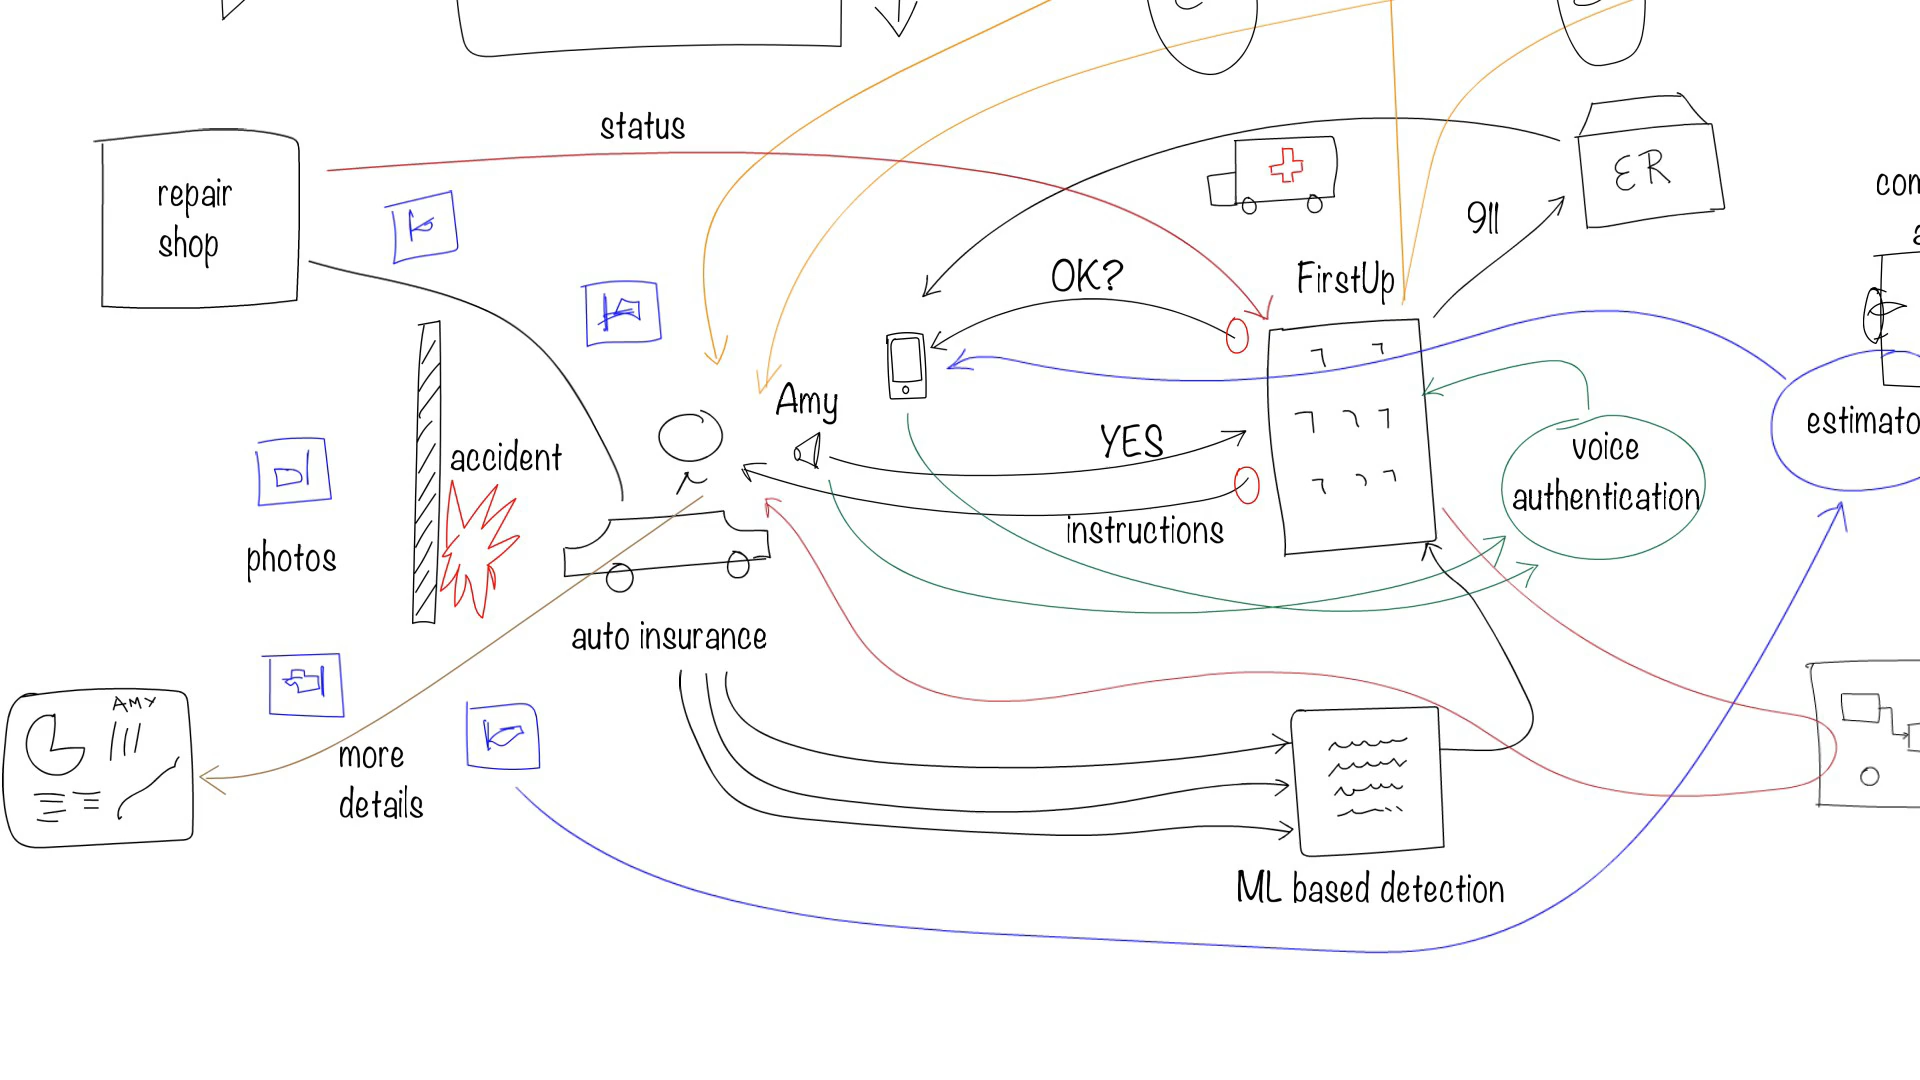 status
repair
shop
ER
con
911
OK?
FirstUp
Amy
YES
accident
estimato
voice
authentication
instructions
photos
auto insurance
AMY
more
details
ML based detection